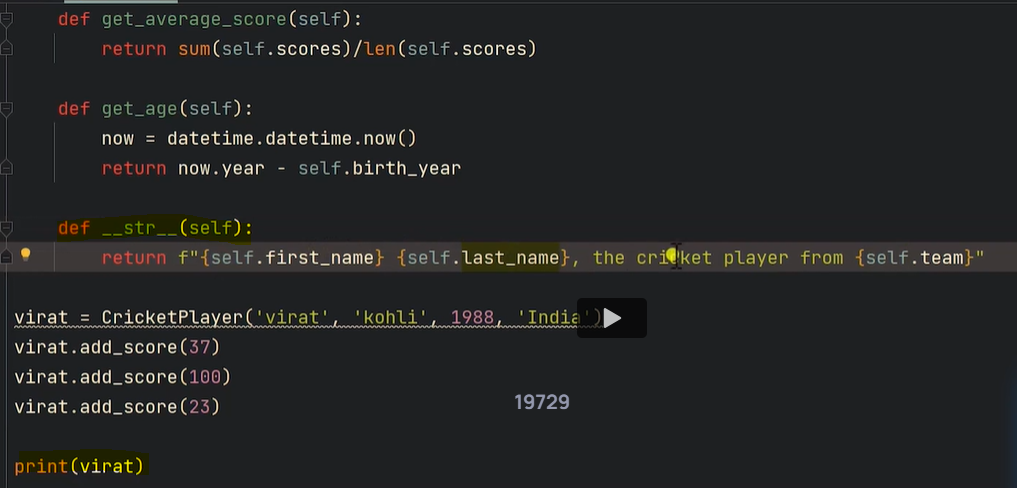 def get_average_score(self):
return sum(self.scores)/len(self.scores)
def get_age(self):
now = datetime.datetime.now()
return now.year - self.birth_year
def __str__(self):
return f"{self.first_name} {self.last_name}, the cricket player from {self.team}"
virat = CricketPlayer('virat', 'kohli', 1988, 'India')
virat.add_score(37)
virat.add_score(100)
virat.add_score(23)
19729
print(virat)